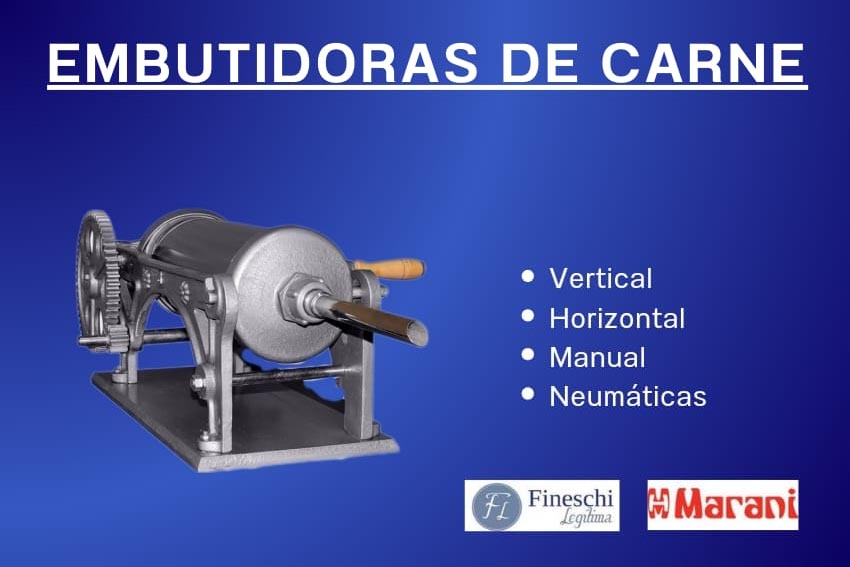 EMBUTIDORAS DE CARNE
Vertical
Horizontal
Manual
Neumáticas
FL Fineschi
Legítima
M Marani